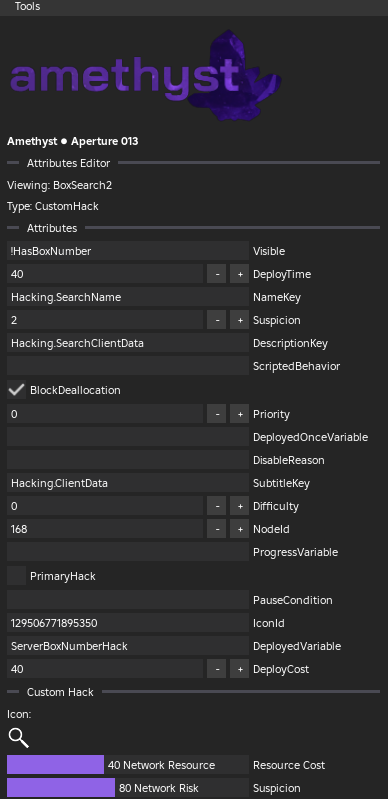 Tools
amethyst
Amethyst ● Aperture 013
Attributes Editor
Viewing: BoxSearch2
Type: CustomHack
Attributes
!HasBoxNumber Visible
40 - + DeployTime
Hacking.SearchName NameKey
2 - + Suspicion
Hacking.SearchClientData DescriptionKey
ScriptedBehavior
BlockDeallocation
0 - + Priority
DeployedOnceVariable
DisableReason
Hacking.ClientData SubtitleKey
0 - + Difficulty
168 - + NodeId
ProgressVariable
PrimaryHack
PauseCondition
129506771895350 IconId
ServerBoxNumberHack DeployedVariable
40 - + DeployCost
Custom Hack
Icon:
40 Network Resource Resource Cost
80 Network Risk Suspicion